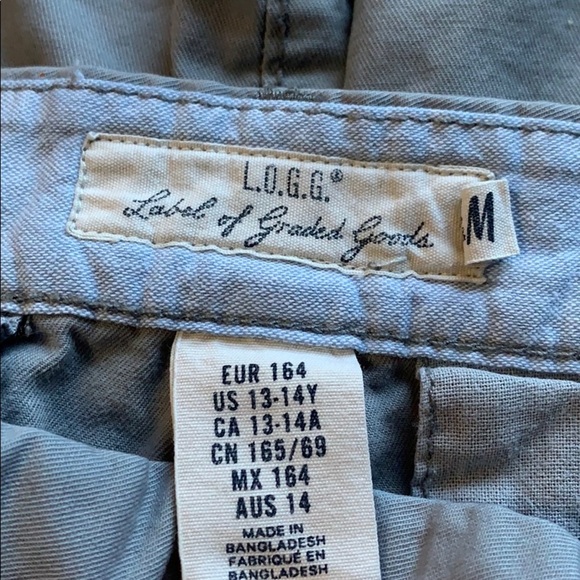 L.O.G.G.®
Label of Graded Goods
M
EUR 164
US 13-14Y
CA 13-14A
CN 165/69
MX 164
AUS 14
MADE IN
BANGLADESH
FABRIQUÉ EN
BANGLADESH